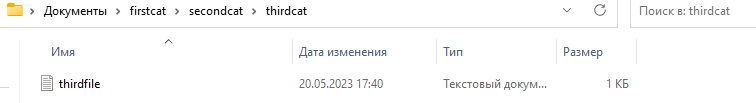 Документы > firstcat > secondcat > thirdcat
Поиск в: thirdcat
Имя Дата изменения Тип Размер
thirdfile 20.05.2023 17:40 Текстовый докум... 1 КБ